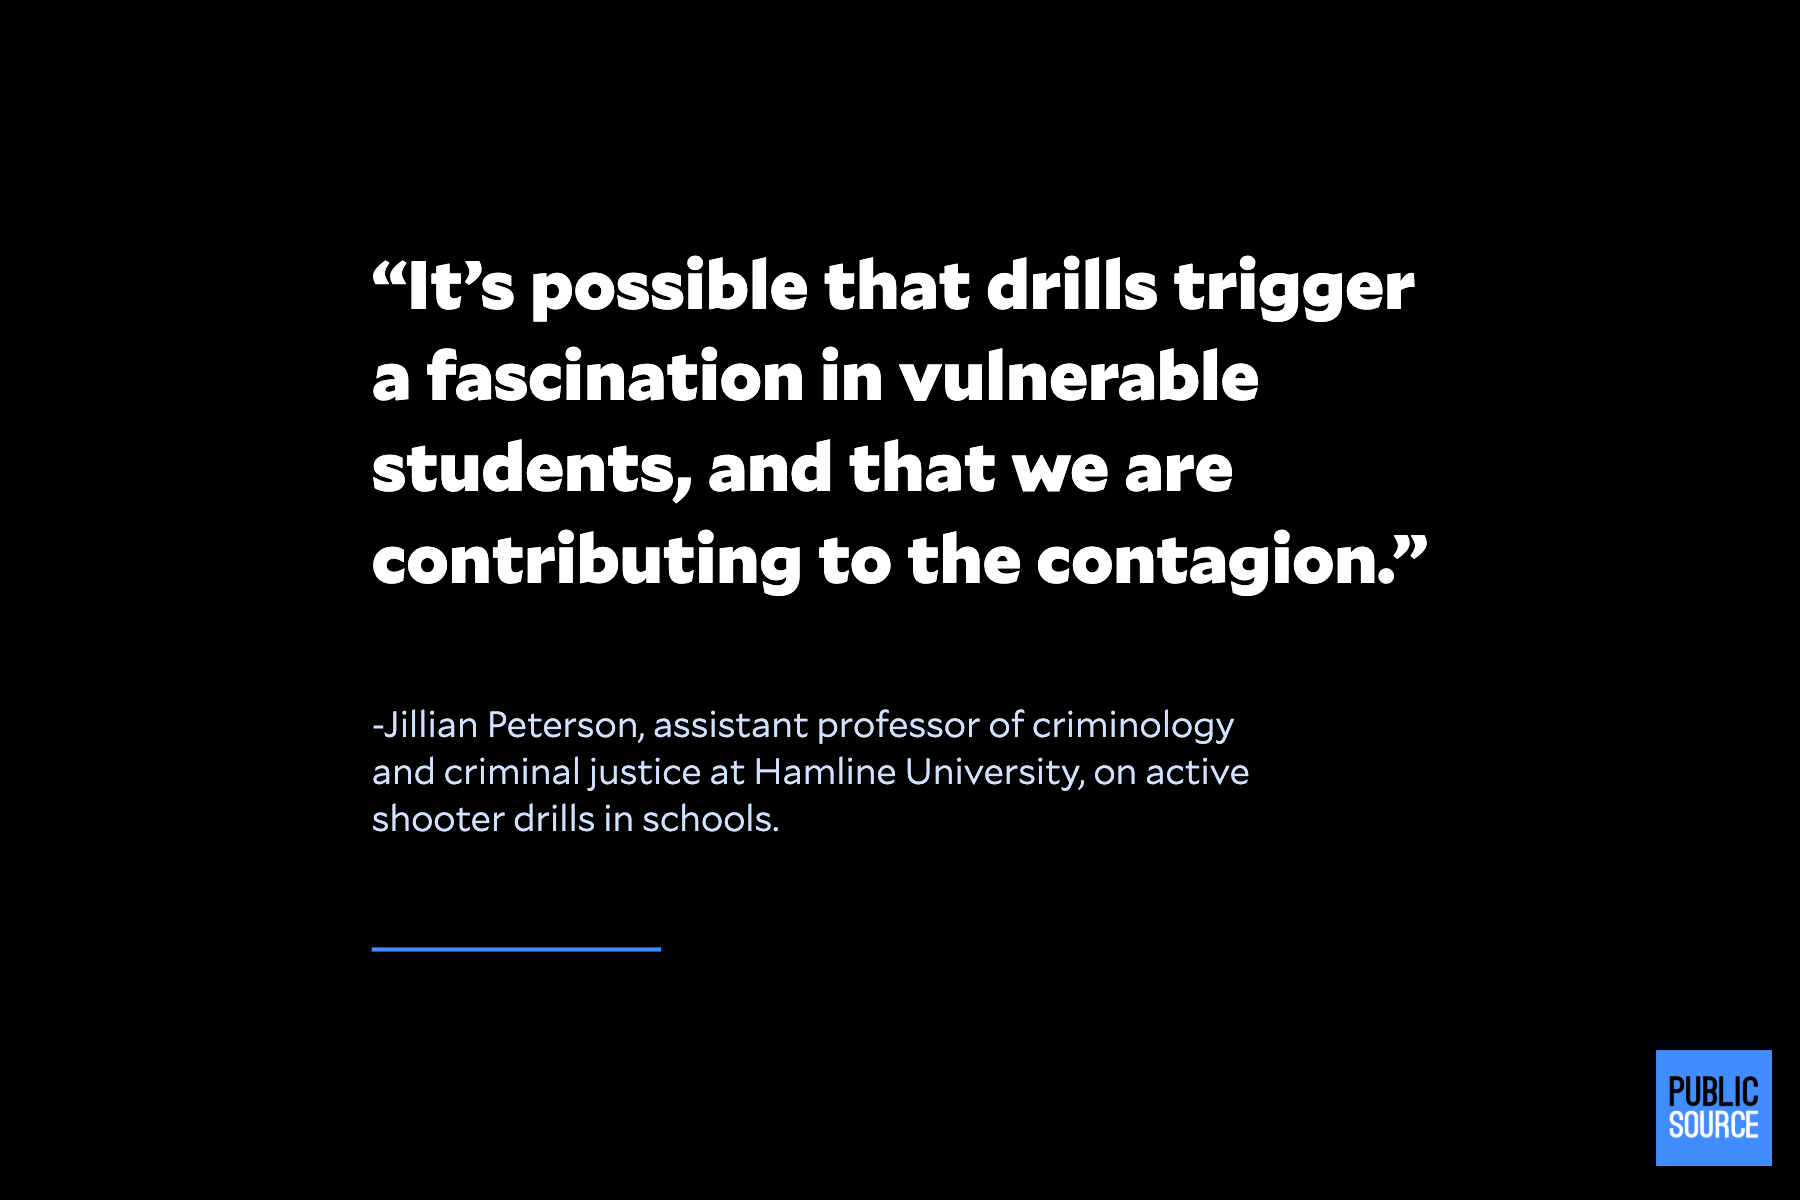 “It’s possible that drills trigger
a fascination in vulnerable
students, and that we are
contributing to the contagion.”
-Jillian Peterson, assistant professor of criminology
and criminal justice at Hamline University, on active
shooter drills in schools.
PUBLIC
SOURCE